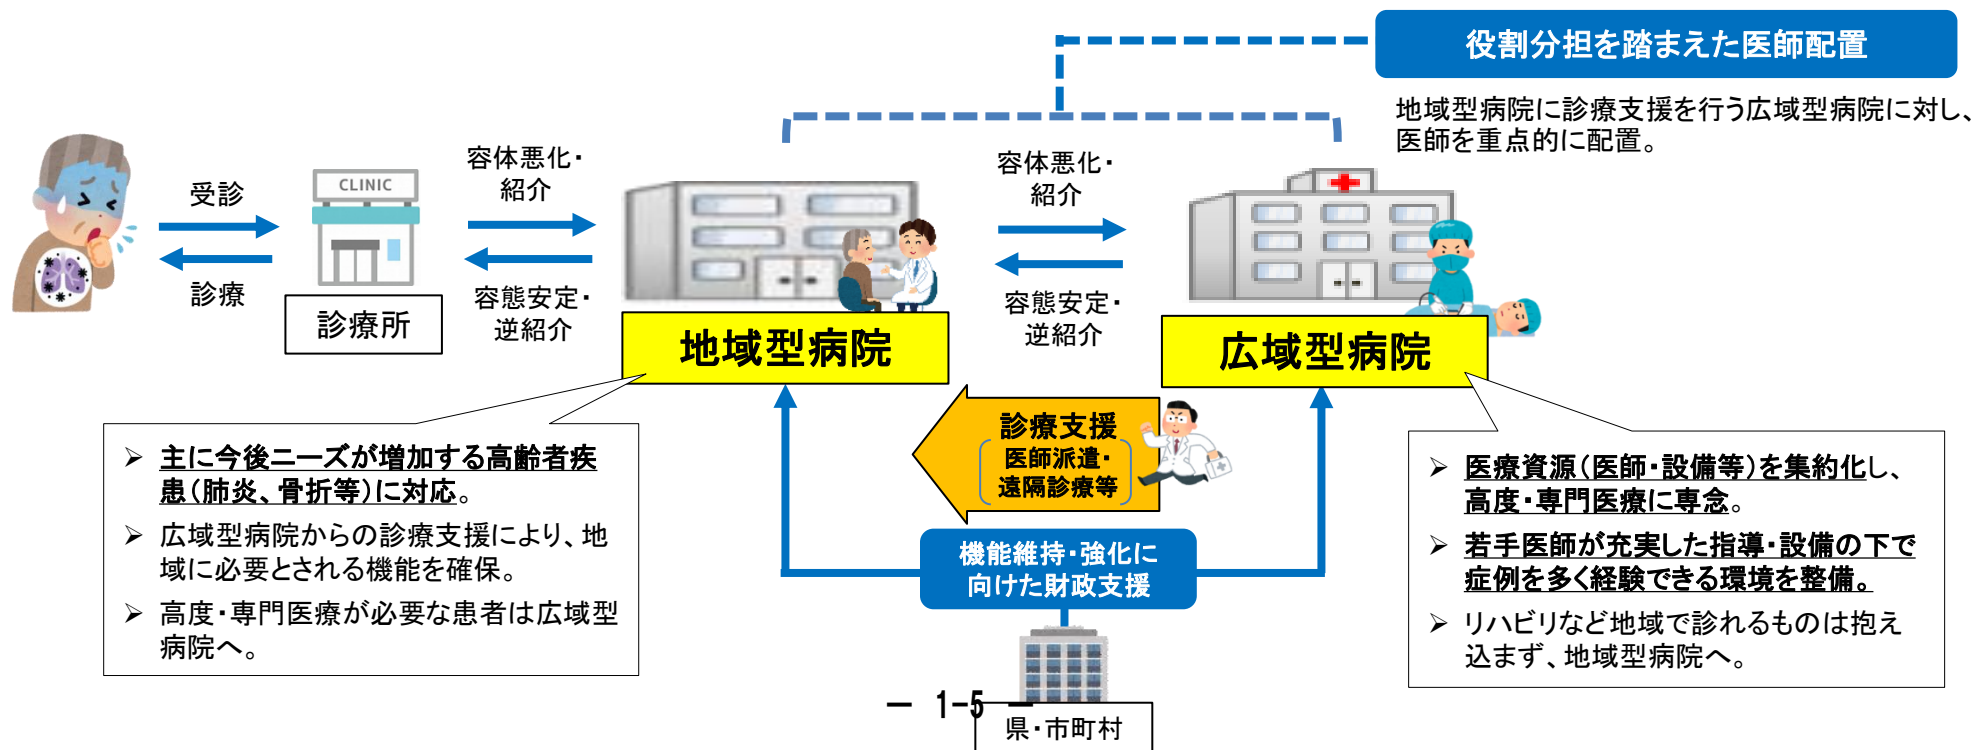 役割分担を踏まえた医師配置
地域型病院に診療支援を行う広域型病院に対し、
医師を重点的に配置。
受診
診療
CLINIC
診療所
容体悪化・
紹介
容態安定・
逆紹介
地域型病院
容体悪化・
紹介
容態安定・
逆紹介
広域型病院
診療支援
医師派遣・
遠隔診療等
➢ 主に今後ニーズが増加する高齢者疾
患(肺炎、骨折等)に対応。
➢ 広域型病院からの診療支援により、地
域に必要とされる機能を確保。
➢ 高度・専門医療が必要な患者は広域型
病院へ。
機能維持・強化に
向けた財政支援
➢ 医療資源(医師・設備等)を集約化し、
高度・専門医療に専念。
➢ 若手医師が充実した指導・設備の下で
症例を多く経験できる環境を整備。
➢ リハビリなど地域で診れるものは抱え
込まず、地域型病院へ。
― 1-5 ―
県・市町村